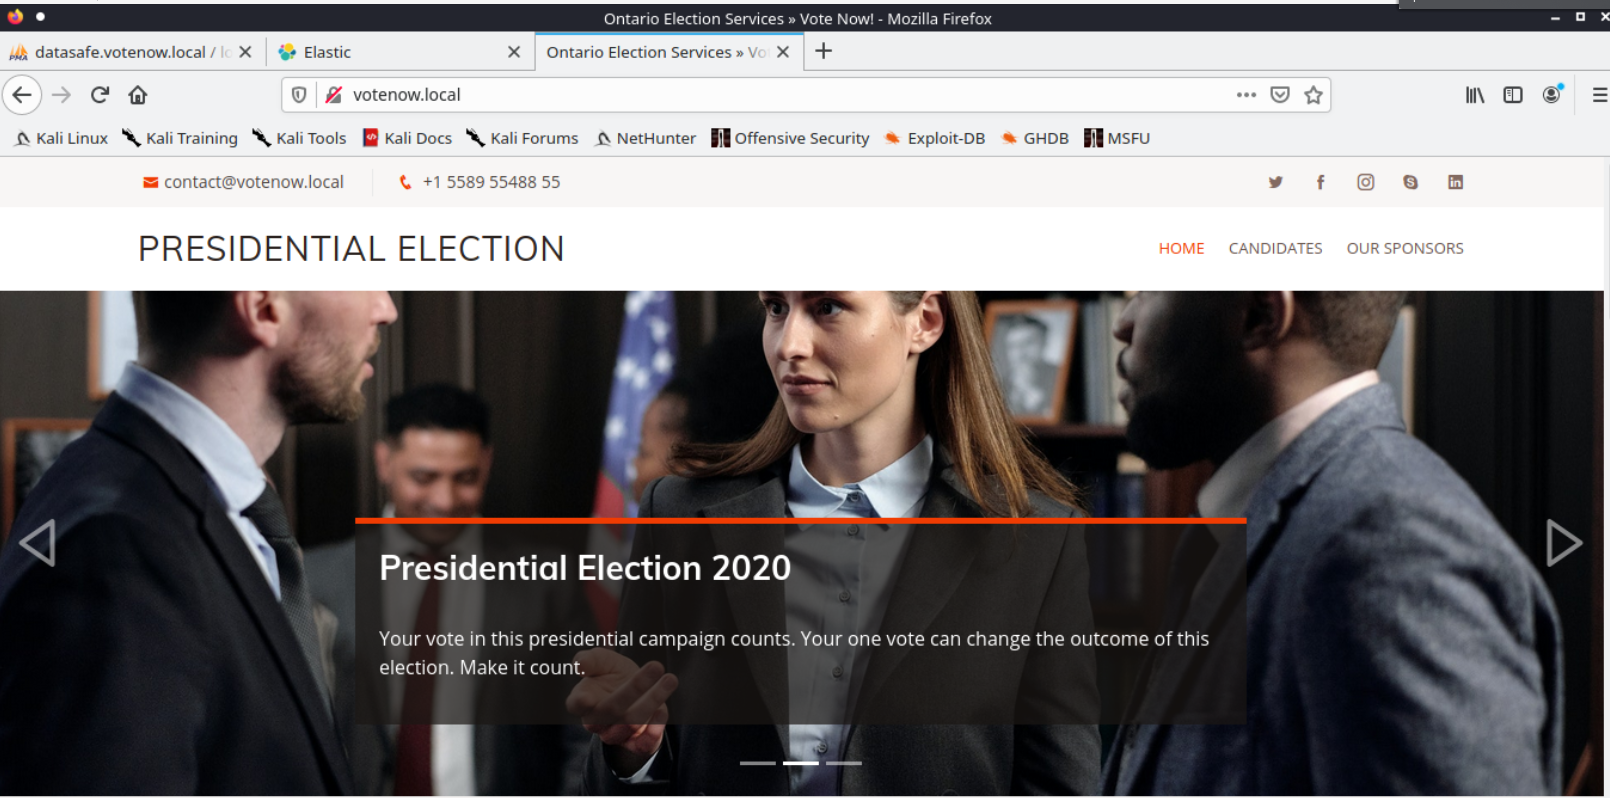 Ontario Election Services » Vote Now! - Mozilla Firefox
datasafe.votenow.local / lo
Elastic
Ontario Election Services » Vo
votenow.local
Kali Linux Kali Training Kali Tools Kali Docs Kali Forums NetHunter Offensive Security Exploit-DB GHDB MSFU
contact@votenow.local +1 5589 55488 55
PRESIDENTIAL ELECTION
HOME CANDIDATES OUR SPONSORS
Presidential Election 2020
Your vote in this presidential campaign counts. Your one vote can change the outcome of this
election. Make it count.